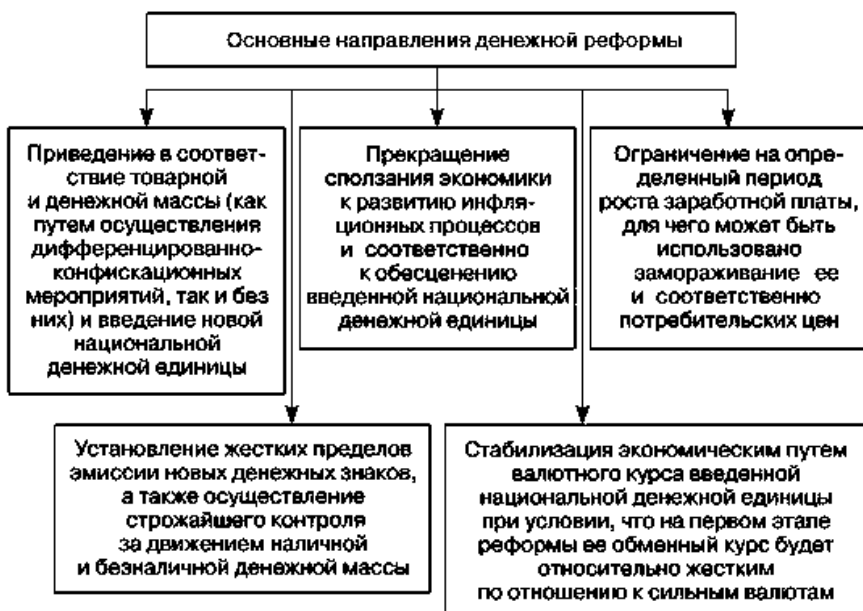 Основные направления денежной реформы
Приведение в соответ-
ствие товарной
и денежной массы (как
путем осуществления
дифференцированно-
конфискационных
мероприятий, так и без
них) и введение новой
национальной
денежной единицы
Прекращение
сползания экономики
к развитию инфля-
ционных процессов
и соответственно
к обесценению
введенной национальной
денежной единицы
Ограничение на опре-
деленный период
роста заработной платы,
для чего может быть
использовано
замораживание ее
и соответственно
потребительских цен
Установление жестких пределов
эмиссии новых денежных знаков,
а также осуществление
строжайшего контроля
за движением наличной
и безналичной денежной массы
Стабилизация экономическим путем
валютного курса введенной
национальной денежной единицы
при условии, что на первом этапе
реформы ее обменный курс будет
относительно жестким
по отношению к сильным валютам